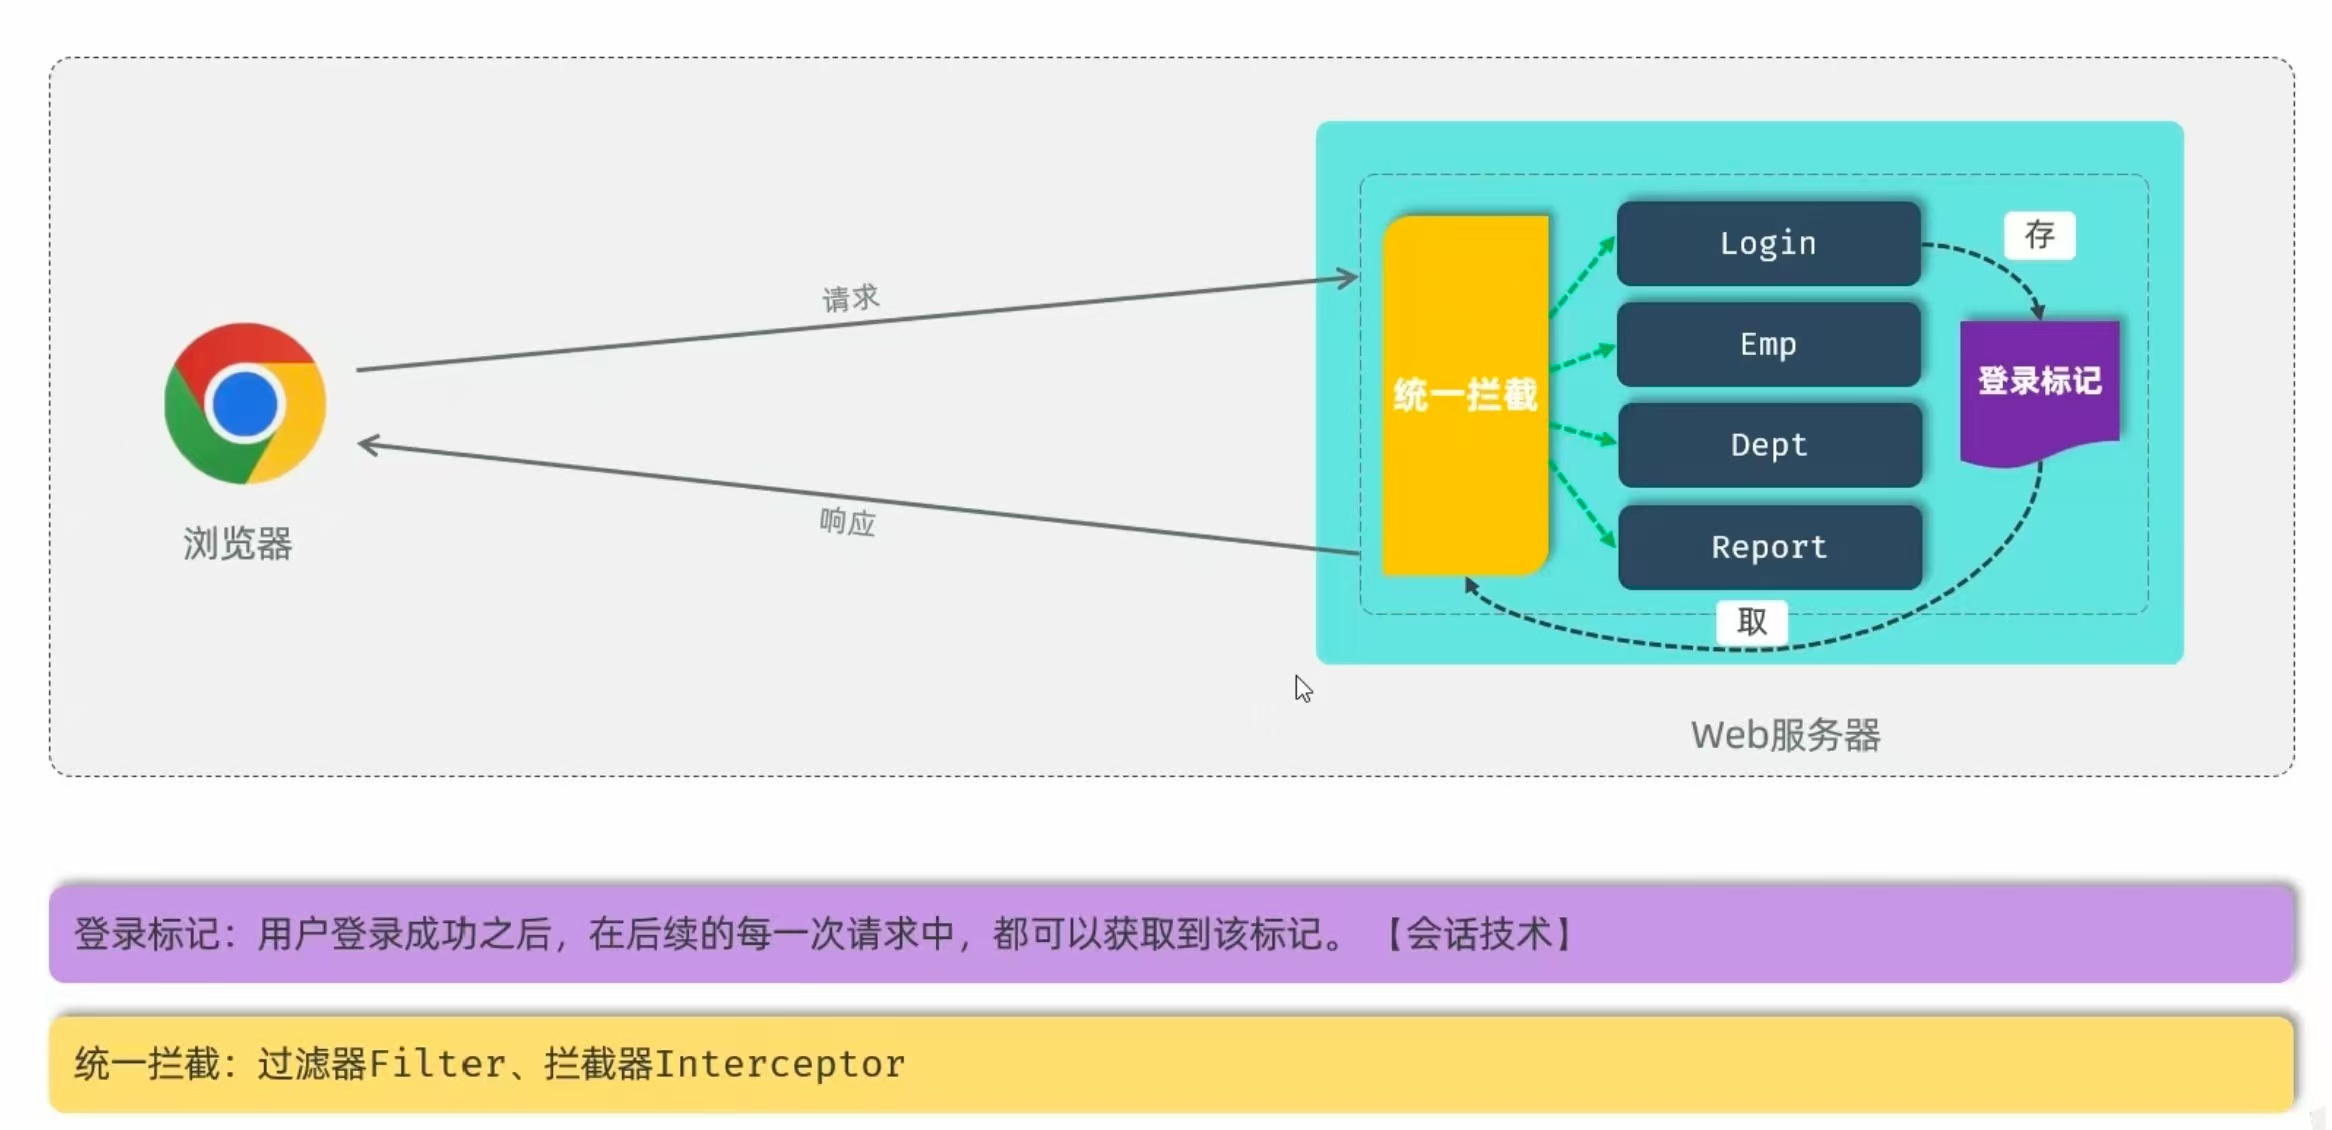 请求
响应
浏览器
统一拦截
Login
Emp
Dept
Report
存
登录标记
取
Web服务器
登录标记：用户登录成功之后，在后续的每一次请求中，都可以获取到该标记。 【会话技术】
统一拦截：过滤器Filter、拦截器Interceptor